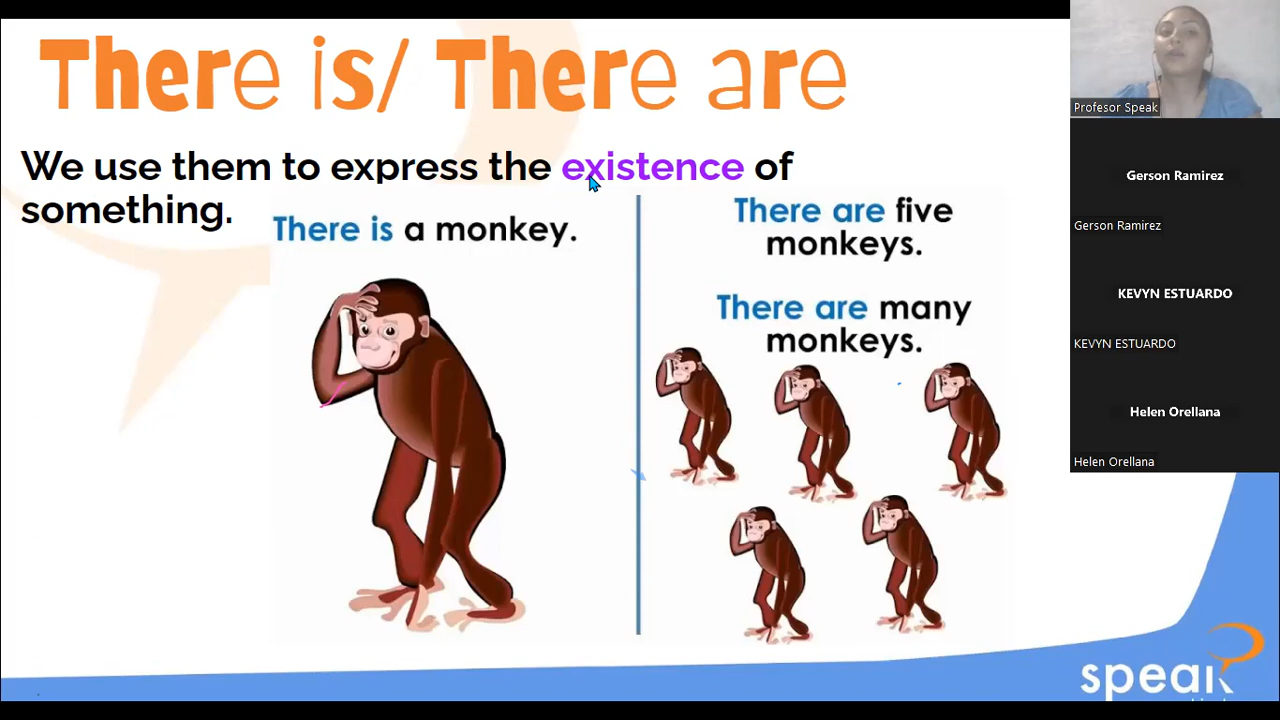 There is/ There are
We use them to express the existence of
something.
There is a monkey.
There are five
monkeys.
There are many
monkeys.
Profesor Speak
Gerson Ramirez
Gerson Ramirez
KEVYN ESTUARDO
KEVYN ESTUARDO
Helen Orellana
Helen Orellana
speak